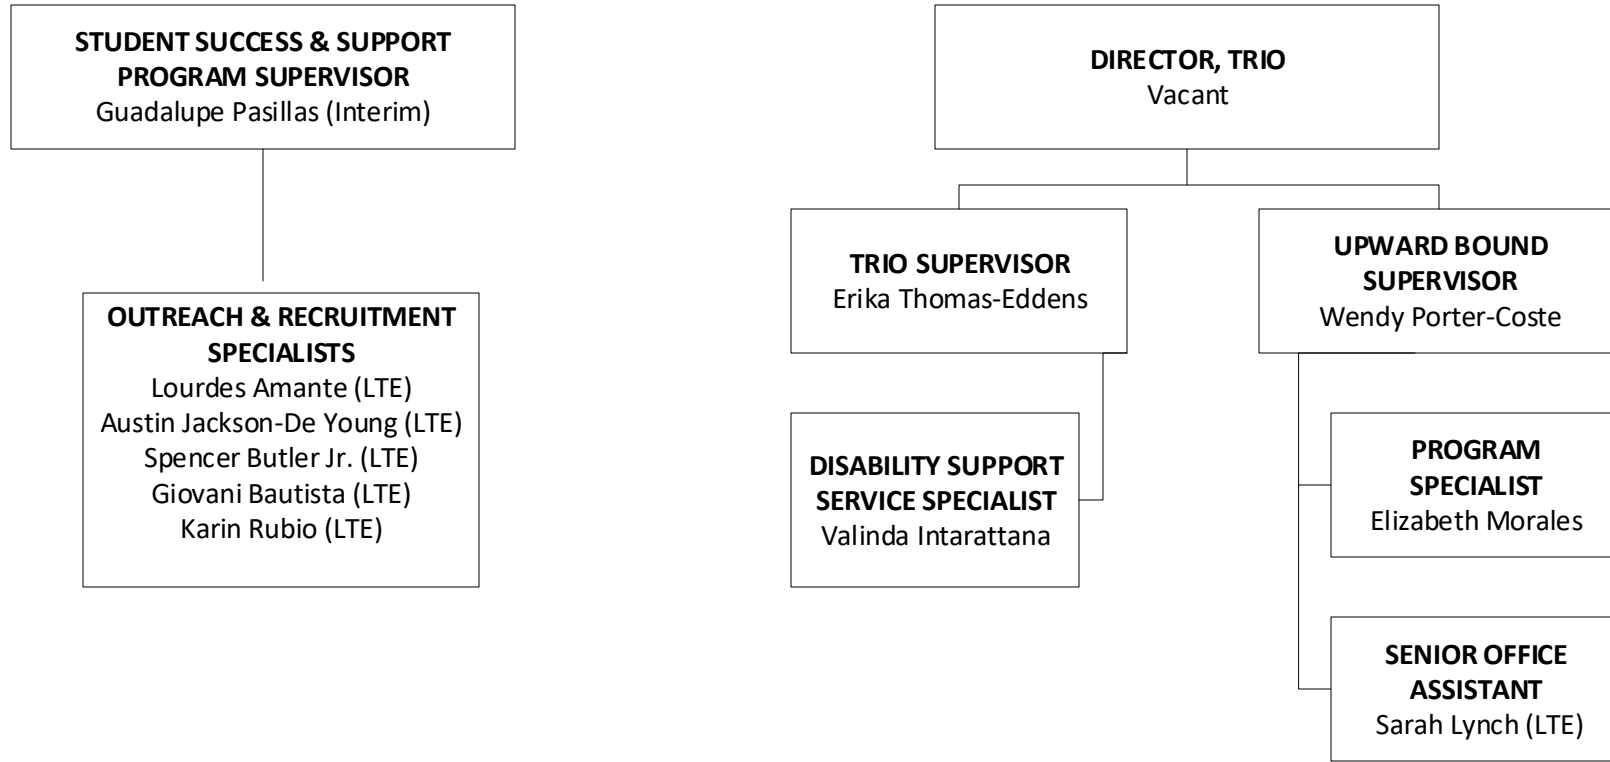 STUDENT SUCCESS & SUPPORT
PROGRAM SUPERVISOR
Guadalupe Pasillas (Interim)
OUTREACH & RECRUITMENT
SPECIALISTS
Lourdes Amante (LTE)
Austin Jackson-De Young (LTE)
Spencer Butler Jr. (LTE)
Giovani Bautista (LTE)
Karin Rubio (LTE)
DIRECTOR, TRIO
Vacant
TRIO SUPERVISOR
Erika Thomas-Eddens
DISABILITY SUPPORT
SERVICE SPECIALIST
Valinda Intarattana
UPWARD BOUND
SUPERVISOR
Wendy Porter-Coste
PROGRAM
SPECIALIST
Elizabeth Morales
SENIOR OFFICE
ASSISTANT
Sarah Lynch (LTE)